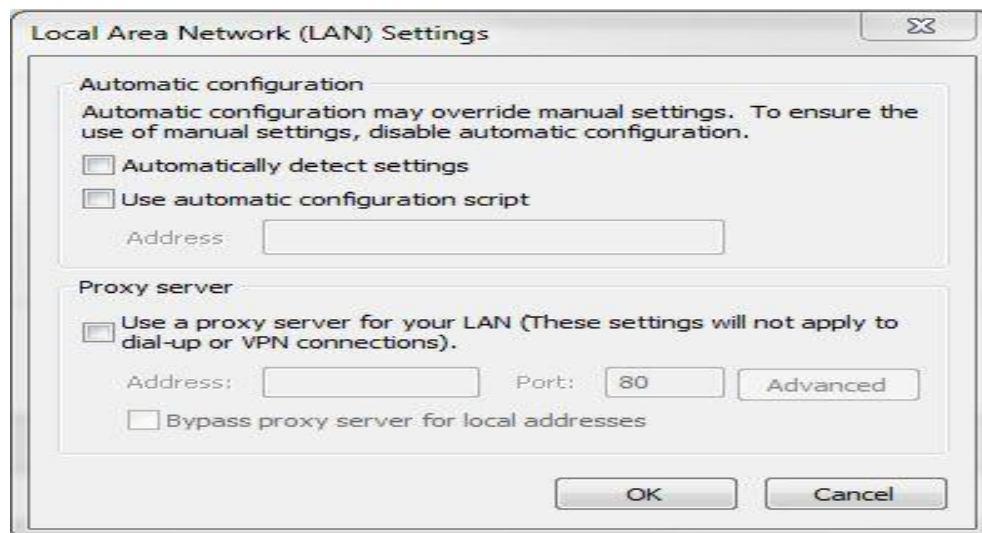 Local Area Network (LAN) Settings
Automatic configuration
Automatic configuration may override manual settings. To ensure the
use of manual settings, disable automatic configuration.
Automatically detect settings
Use automatic configuration script
Address
Proxy server
Use a proxy server for your LAN (These settings will not apply to
dial-up or VPN connections).
Address: Port: 80 Advanced
Bypass proxy server for local addresses
OK Cancel